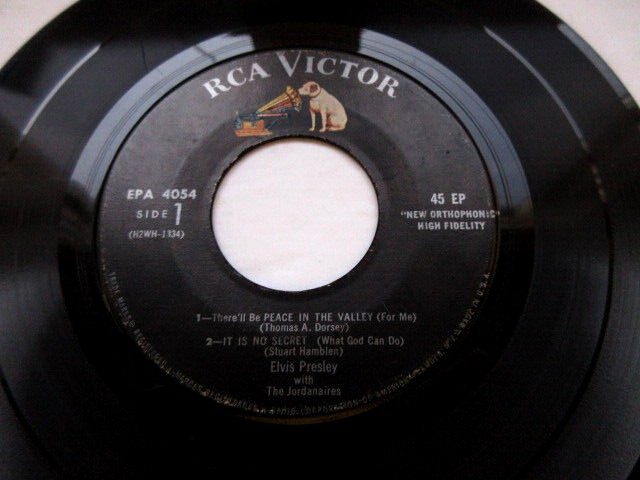 RCA VICTOR
EPA 4054
SIDE 1
(H2WH-1334)
45 EP
"NEW ORTHOPHONIC"
HIGH FIDELITY
1—There'll Be PEACE IN THE VALLEY (For Me)
(Thomas A. Dorsey)
2—IT IS NO SECRET (What God Can Do)
(Stuart Hamblen)
Elvis Presley
with
The Jordanaires